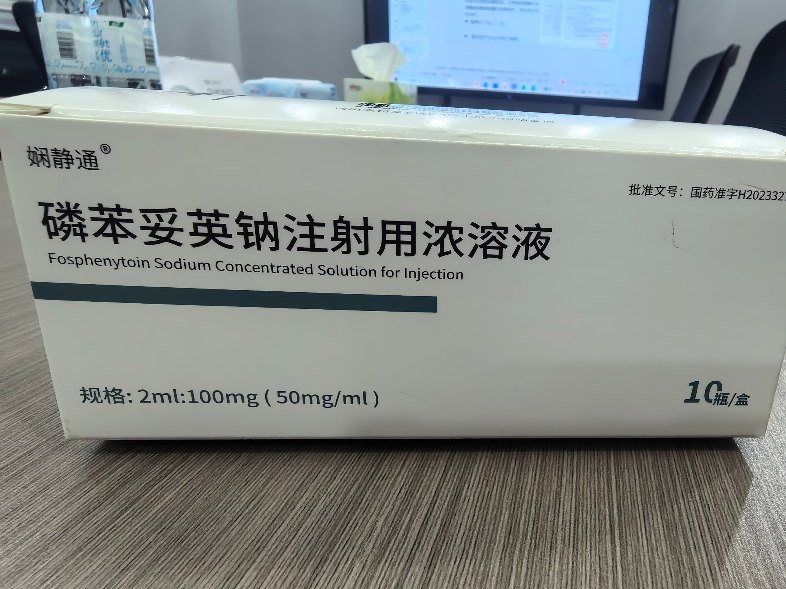 娴静通®
批准文号：国药准字H2023327
磷苯妥英钠注射用浓溶液
Fosphenytoin Sodium Concentrated Solution for Injection
规格: 2ml:100mg ( 50mg/ml )
10瓶/盒